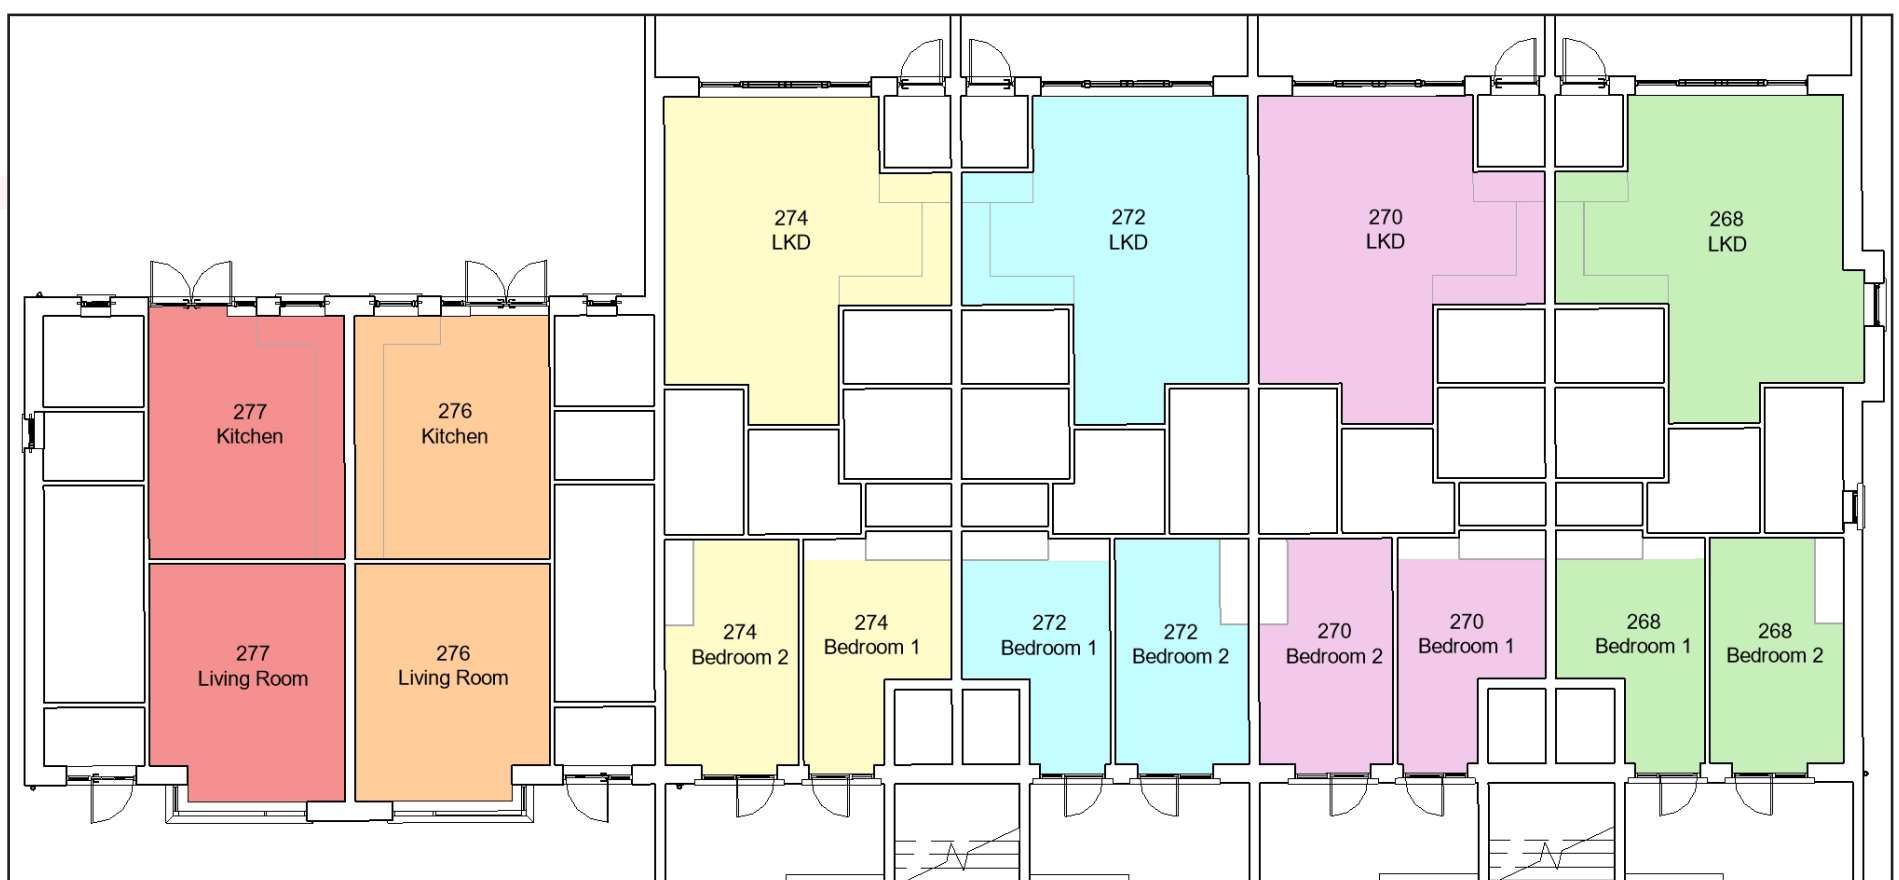 274
LKD
272
LKD
270
LKD
268
LKD
277
Kitchen
276
Kitchen
277
Living Room
276
Living Room
274
Bedroom 2
274
Bedroom 1
272
Bedroom 1
272
Bedroom 2
270
Bedroom 2
270
Bedroom 1
268
Bedroom 1
268
Bedroom 2